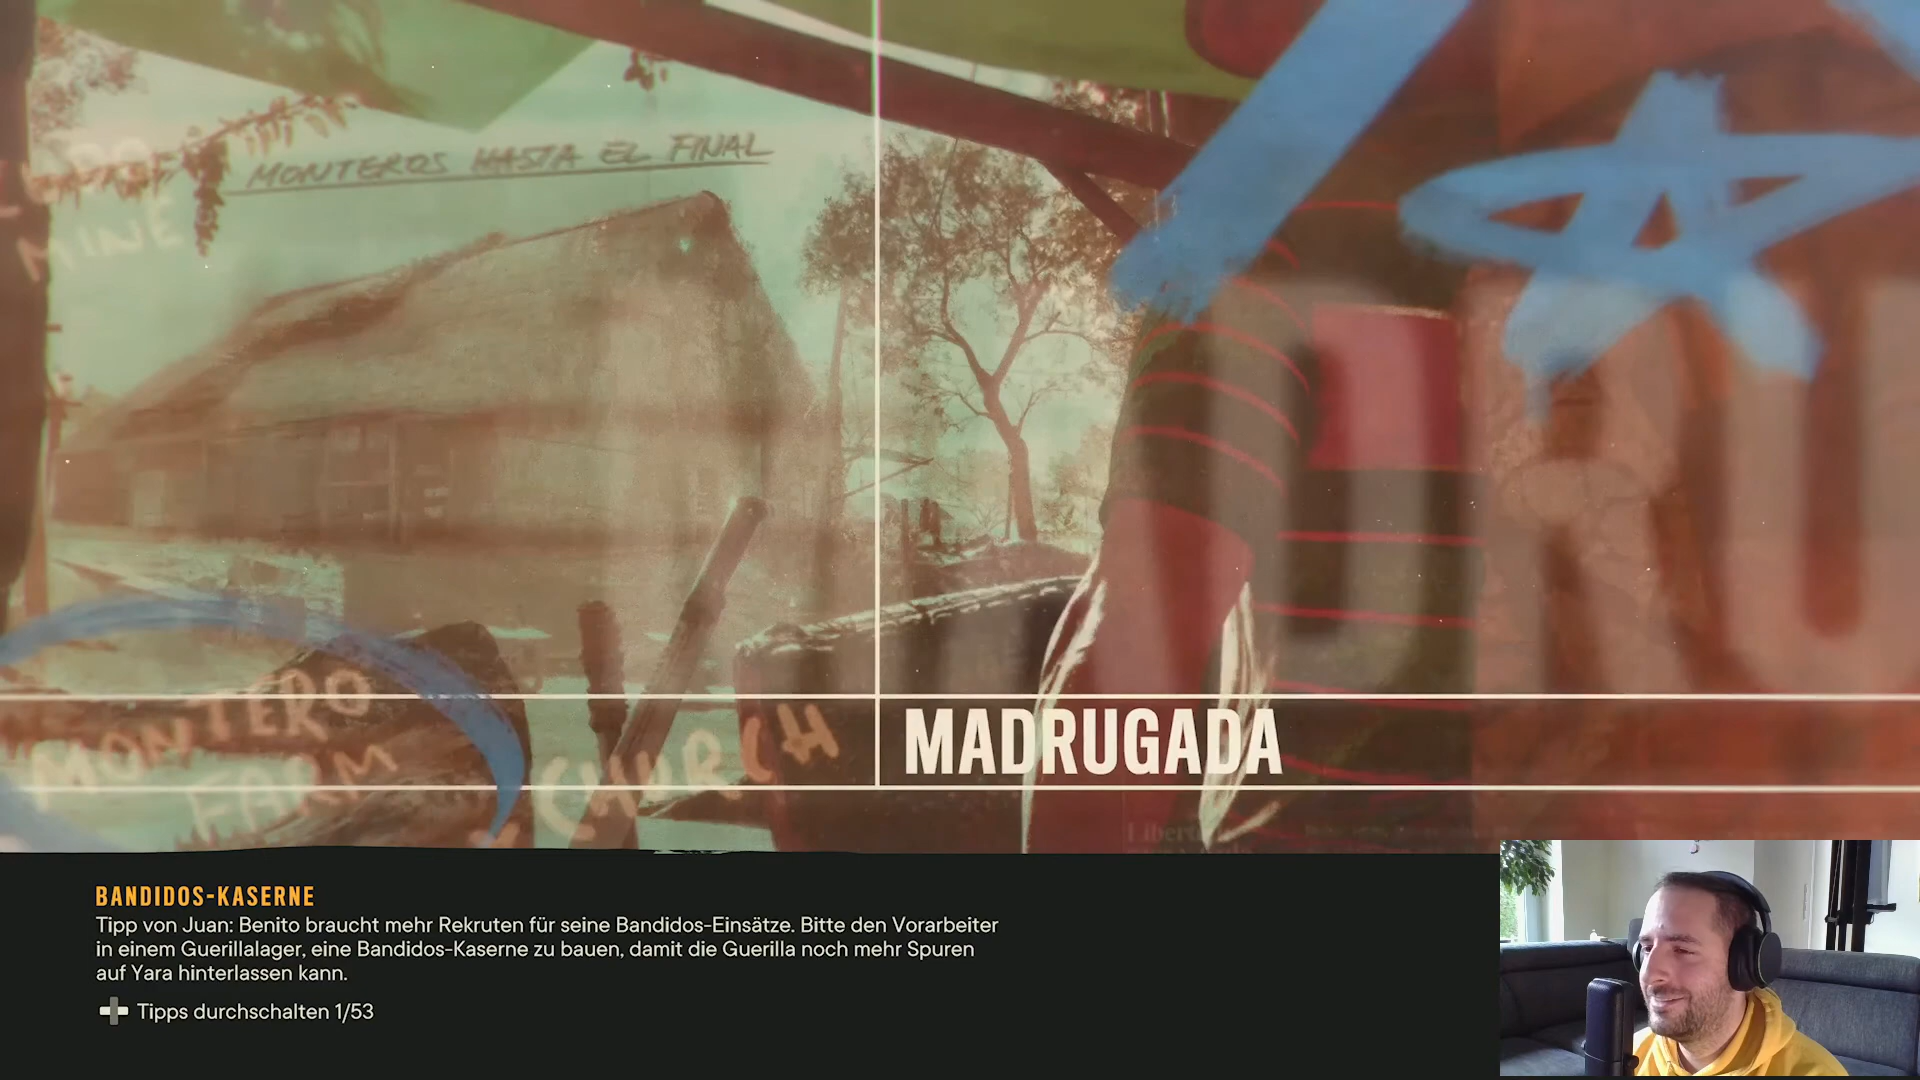 MONTEROS HASTA EL FINAL
MINE
MONTERO
FARM
CHURCH
MADRUGADA
BANDIDOS-KASERNE
Tipp von Juan: Benito braucht mehr Rekruten für seine Bandidos-Einsätze. Bitte den Vorarbeiter
in einem Guerillalager, eine Bandidos-Kaserne zu bauen, damit die Guerilla noch mehr Spuren
auf Yara hinterlassen kann.
Tipps durchschalten 1/53